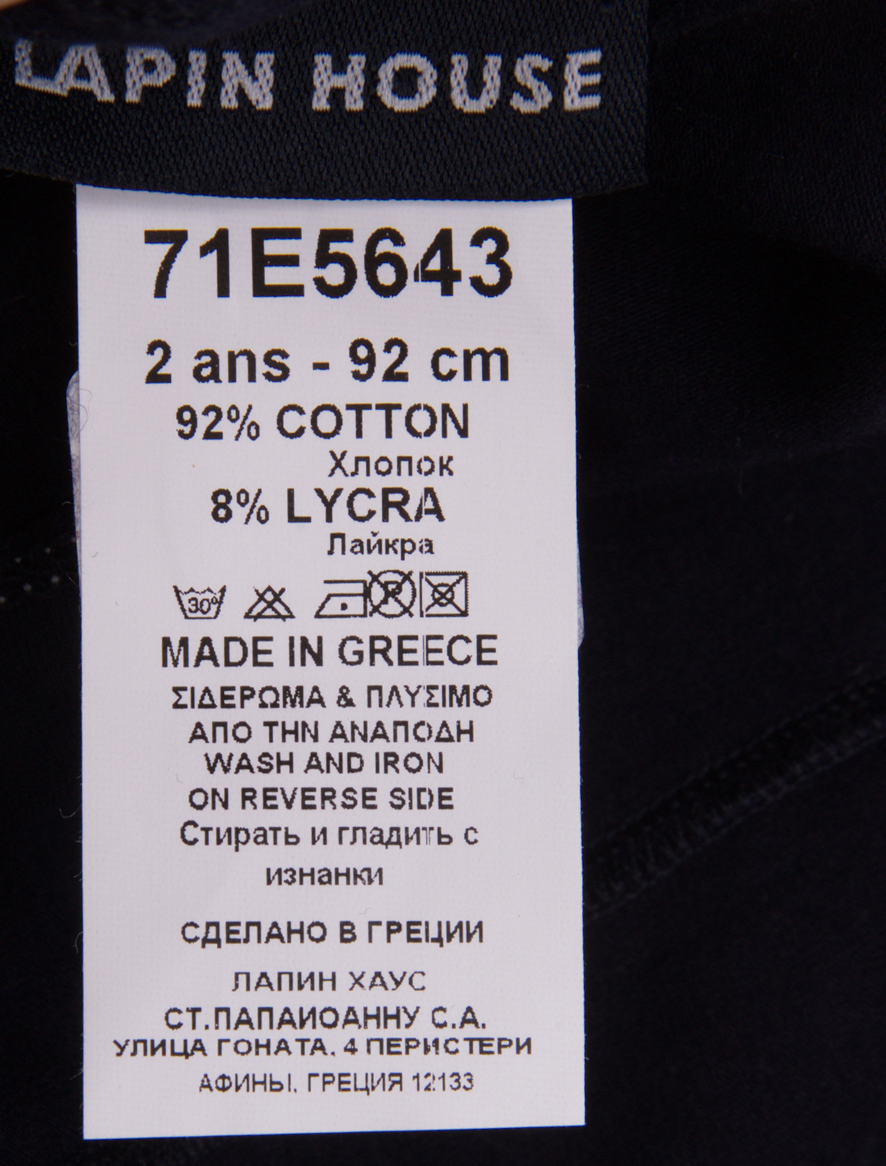 LAPIN HOUSE
71E5643
2 ans - 92 cm
92% COTTON
Хлопок
8% LYCRA
Лайкра
30°
P
MADE IN GREECE
ΣΙΔΕΡΩΜΑ & ΠΛΥΣΙΜΟ
ΑΠΟ ΤΗΝ ΑΝΑΠΟΔΗ
WASH AND IRON
ON REVERSE SIDE
Стирать и гладить с
изнанки
СДЕЛАНО В ГРЕЦИИ
ЛАПИН ХАУС
СТ.ПАПАИОАННУ С.А.
УЛИЦА ГОНАТА. 4 ПЕРИСТЕРИ
АФИНЫ. ГРЕЦИЯ 12133